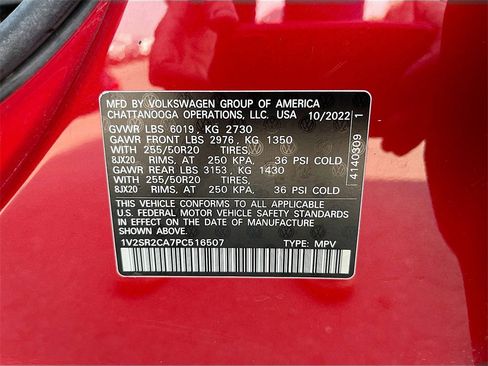 MFD BY VOLKSWAGEN GROUP OF AMERICA
CHATTANOOGA OPERATIONS, LLC. USA 10/2022
GVWR LBS 6019, KG 2730
GAWR FRONT LBS 2976, KG 1350
WITH 255/50R20 TIRES,
8JX20 RIMS, AT 250 KPA, 36 PSI COLD
GAWR REAR LBS 3153, KG 1430
WITH 255/50R20 TIRES,
8JX20 RIMS, AT 250 KPA, 36 PSI COLD
THIS VEHICLE CONFORMS TO ALL APPLICABLE
U.S. FEDERAL MOTOR VEHICLE SAFETY STANDARDS
IN EFFECT ON THE DATE OF MANUFACTURE
SHOWN ABOVE.
1V2SR2CA7PC516507 TYPE: MPV
4140309 1